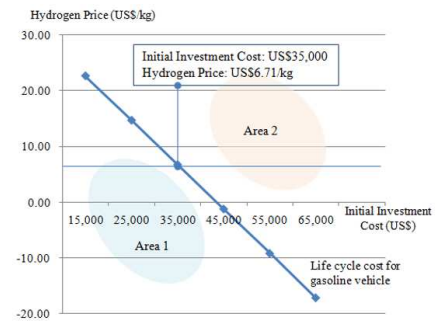 Hydrogen Price (US$/kg)
30.00
Initial Investment Cost: US$35,000
Hydrogen Price: US$6.71/kg
20.00
Area 2
10.00
0.00
15,000 25,000 35,000 45,000 55,000 65,000
Initial Investment
Cost (US$)
Area 1
-10.00
Life cycle cost for
gasoline vehicle
-20.00